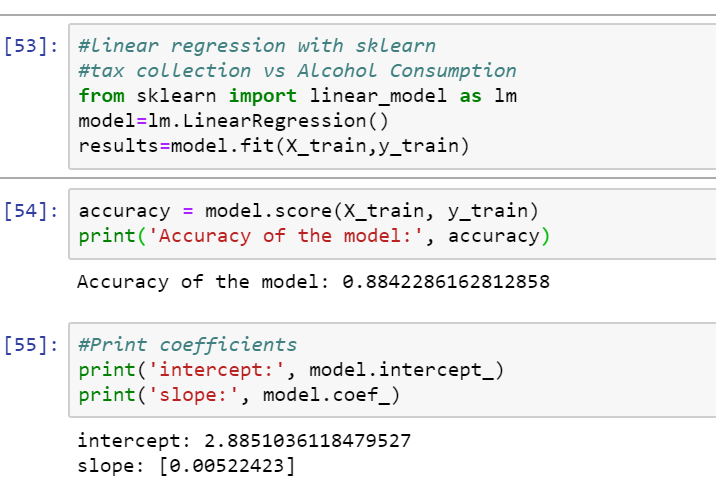 [53]: #linear regression with sklearn
#tax collection vs Alcohol Consumption
from sklearn import linear_model as lm
model=lm.LinearRegression()
results=model.fit(X_train,y_train)
[54]: accuracy = model.score(X_train, y_train)
print('Accuracy of the model:', accuracy)
Accuracy of the model: 0.8842286162812858
[55]: #Print coefficients
print('intercept:', model.intercept_)
print('slope:', model.coef_)
intercept: 2.8851036118479527
slope: [0.00522423]